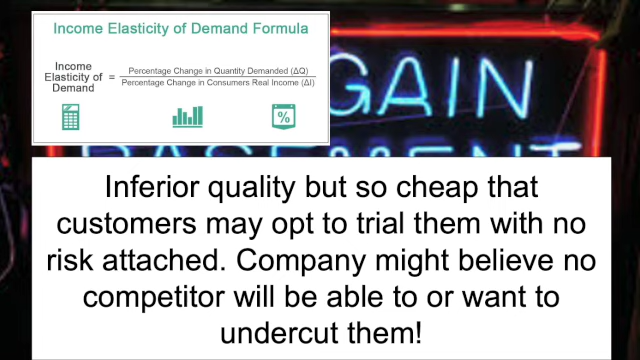 Income Elasticity of Demand Formula
Income
Elasticity of
Demand
=
Percentage Change in Quantity Demanded (ΔQ)
Percentage Change in Consumers Real Income (ΔI)
%
GAIN
BASEMENT
Inferior quality but so cheap that
customers may opt to trial them with no
risk attached. Company might believe no
competitor will be able to or want to
undercut them!